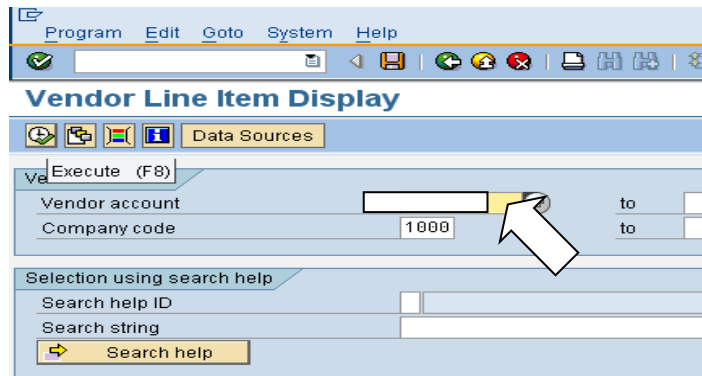 Program Edit Goto System Help
Vendor Line Item Display
Data Sources
Execute (F8)
Vendor account to
Company code 1000 to
Selection using search help
Search help ID
Search string
Search help